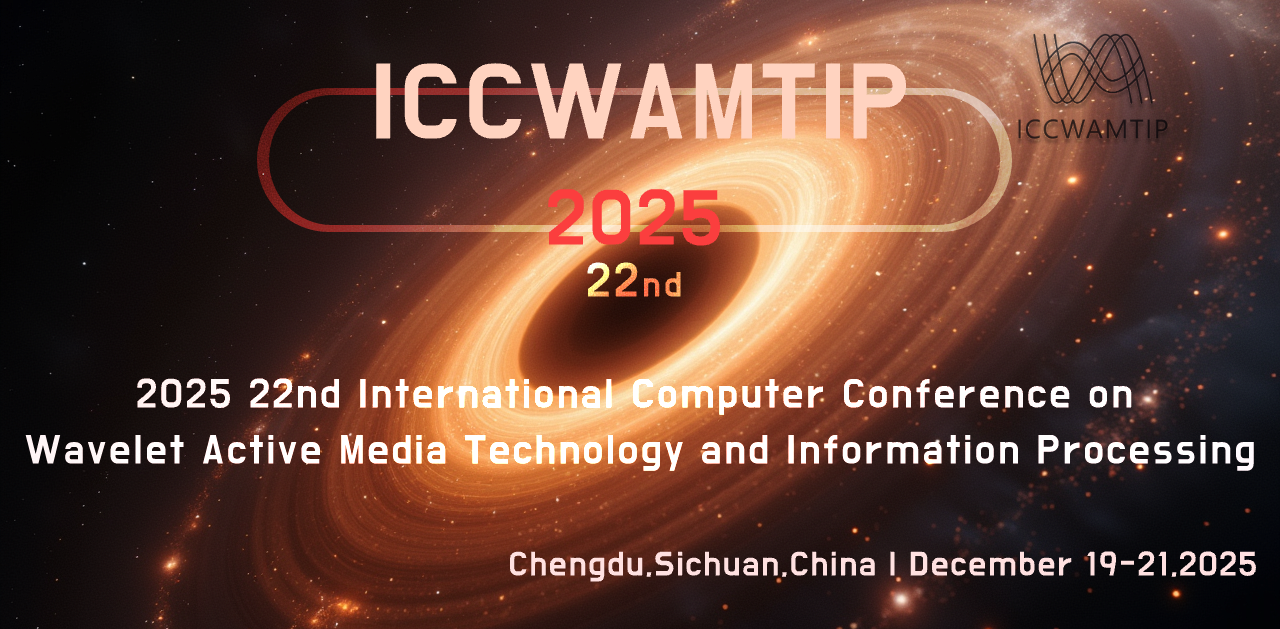 ICCWAMTIP
ICCWAMTIP
2025
22nd
2025 22nd International Computer Conference on
Wavelet Active Media Technology and Information Processing
Chengdu,Sichuan,China | December 19-21,2025